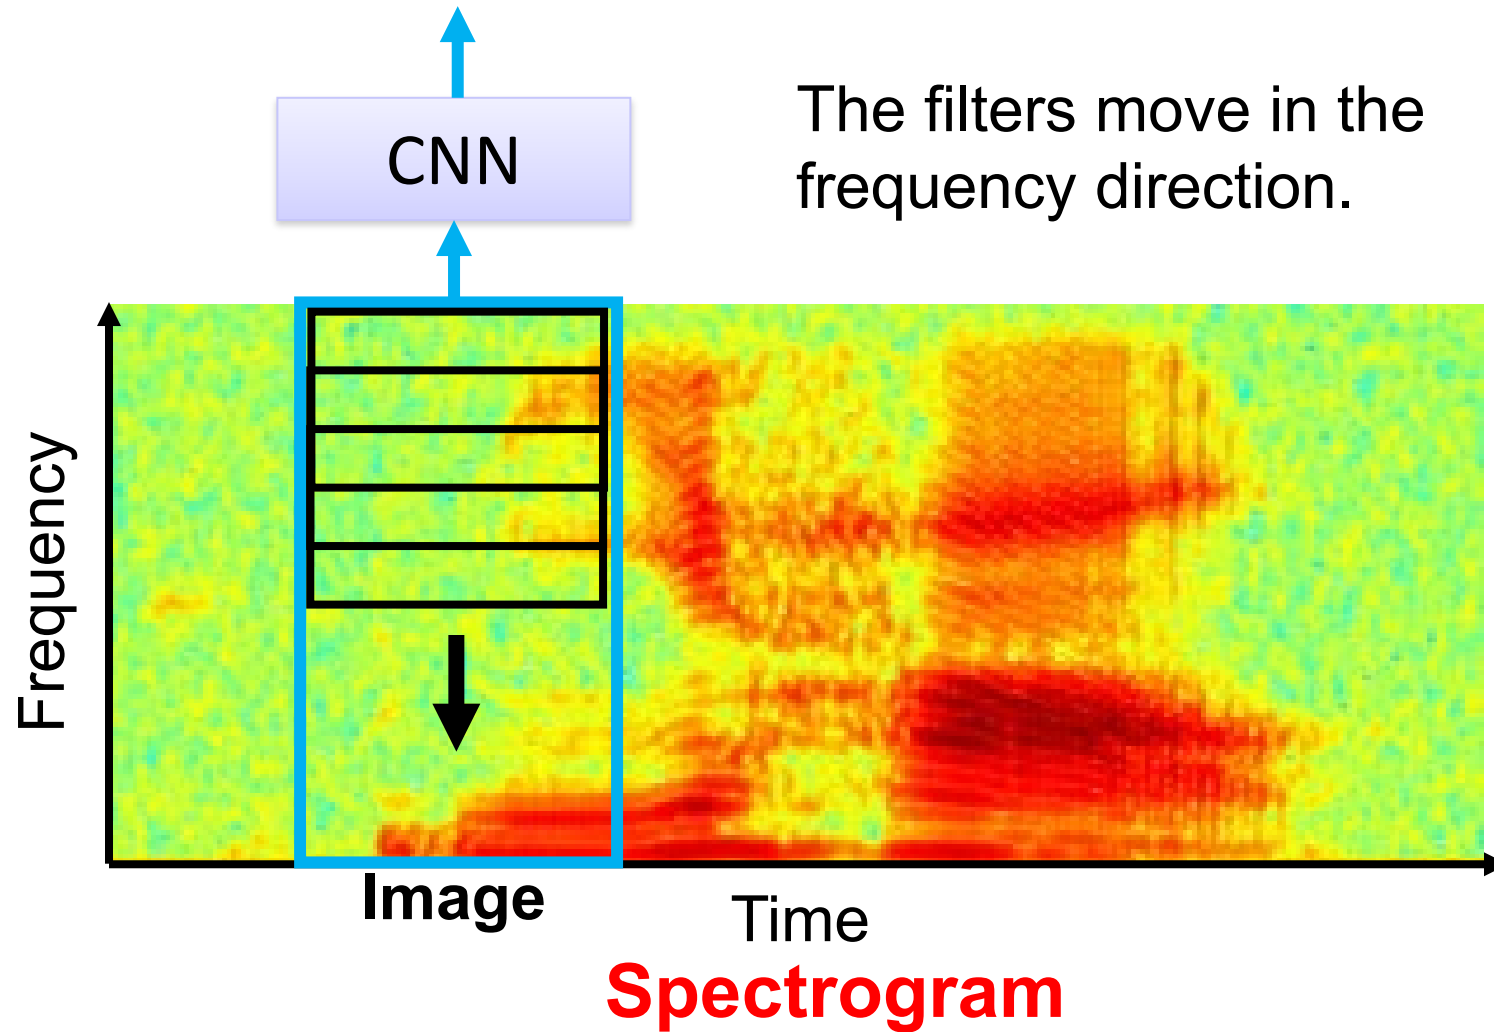 CNN
The filters move in the
frequency direction.
Frequency
Image
Time
Spectrogram